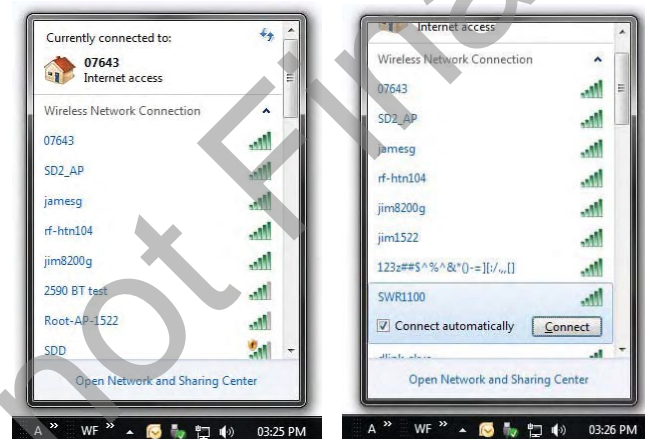 Currently connected to:
07643
Internet access
Wireless Network Connection
07643
SD2_AP
jamesg
rf-htn104
jim8200g
2590 BT test
Root-AP-1522
SDD
Open Network and Sharing Center
A » WF » 03:25 PM
Internet access
Wireless Network Connection
07643
SD2_AP
jamesg
rf-htn104
jim8200g
jim1522
123z##$^%^&*()-=][:/.,,[]
SWR1100
Connect automatically Connect
Open Network and Sharing Center
A » WF » 03:26 PM
not Fina